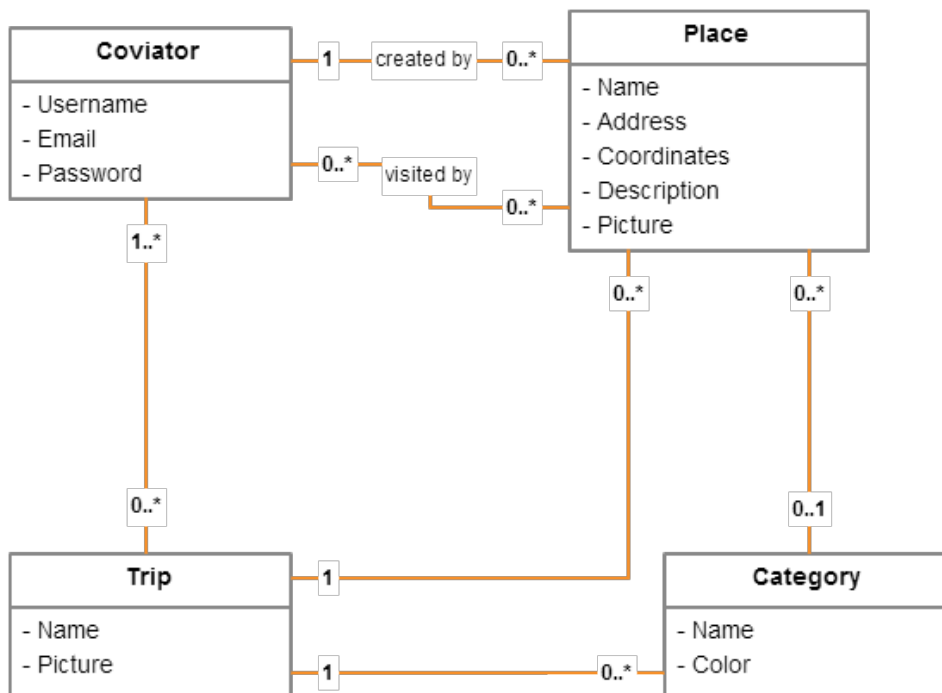 Coviator
- Username
- Email
- Password
1
created by
0..*
0..*
visited by
0..*
Place
- Name
- Address
- Coordinates
- Description
- Picture
1..*
0..*
0..*
0..*
0..1
Trip
- Name
- Picture
1
1
0..*
Category
- Name
- Color